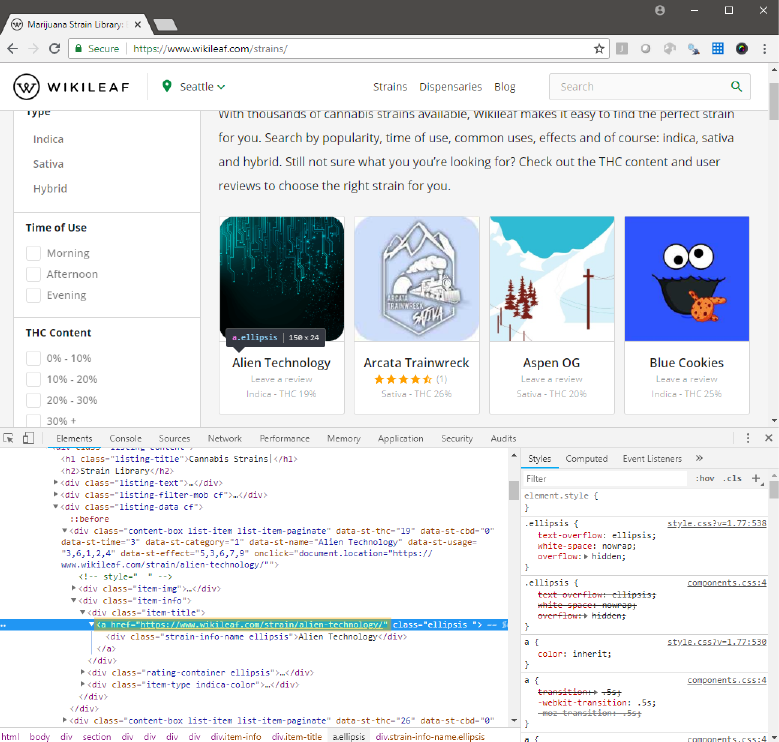 Marijuana Strain Library:
Secure
https://www.wikileaf.com/strains/
WIKILEAF
Seattle
Strains
Dispensaries
Blog
Search
Type
Indica
Sativa
Hybrid
Time of Use
Morning
Afternoon
Evening
THC Content
0% - 10%
10% - 20%
20% - 30%
30% +
With thousands of cannabis strains available, Wikileaf makes it easy to find the perfect strain
for you. Search by popularity, time of use, common uses, effects and of course: indica, sativa
and hybrid. Still not sure what you you're looking for? Check out the THC content and user
reviews to choose the right strain for you.
a.ellipsis | 150 x 24
Alien Technology
Leave a review
Indica - THC 19%
ARCATA
TRAINWRECK
SATIVA
Arcata Trainwreck
(1)
Sativa - THC 26%
Aspen OG
Leave a review
Sativa - THC 20%
Blue Cookies
Leave a review
Indica - THC 25%
Elements
Console
Sources
Network
Performance
Memory
Application
Security
Audits
<div class="listing-content">
<h1 class="listing-title">Cannabis Strains|</h1>
<h2>Strain Library</h2>
<div class="listing-text">…</div>
<div class="listing-filter-mob cf">…</div>
<div class="listing-data cf">
::before
<div class="content-box list-item list-item-paginate" data-st-thc="19" data-st-cbd="0"
data-st-time="3" data-st-category="1" data-st-name="Alien Technology" data-st-usage=
"3,6,1,2,4" data-st-effect="5,3,6,7,9" onclick="document.location="https://
www.wikileaf.com/strain/alien-technology/"">
<!-- style="  " -->
<div class="item-img">…</div>
<div class="item-info">
<div class="item-title">
<a href="https://www.wikileaf.com/strain/alien-technology/" class="ellipsis "> ==
<div class="strain-info-name ellipsis">Alien Technology</div>
</a>
</div>
<div class="rating-container ellipsis">…</div>
<div class="item-type indica-color">…</div>
</div>
</div>
<div class="content-box list-item list-item-paginate" data-st-thc="26" data-st-cbd="0"
html
body
div
section
div
div
div
div
div.item-info
div.item-title
a.ellipsis
div.strain-info-name.ellipsis
Styles
Computed
Event Listeners
»
Filter
:hov
.cls
+
element.style {
}
.ellipsis {
style.css?v=1.77:538
text-overflow: ellipsis;
white-space: nowrap;
overflow: hidden;
}
.ellipsis {
components.css:4
text-overflow: ellipsis;
white-space: nowrap;
overflow: hidden;
}
a {
style.css?v=1.77:530
color: inherit;
}
a {
components.css:4
transition: .5s;
-webkit-transition: .5s;
-moz-transition: .5s;
}
a {
components.css:4